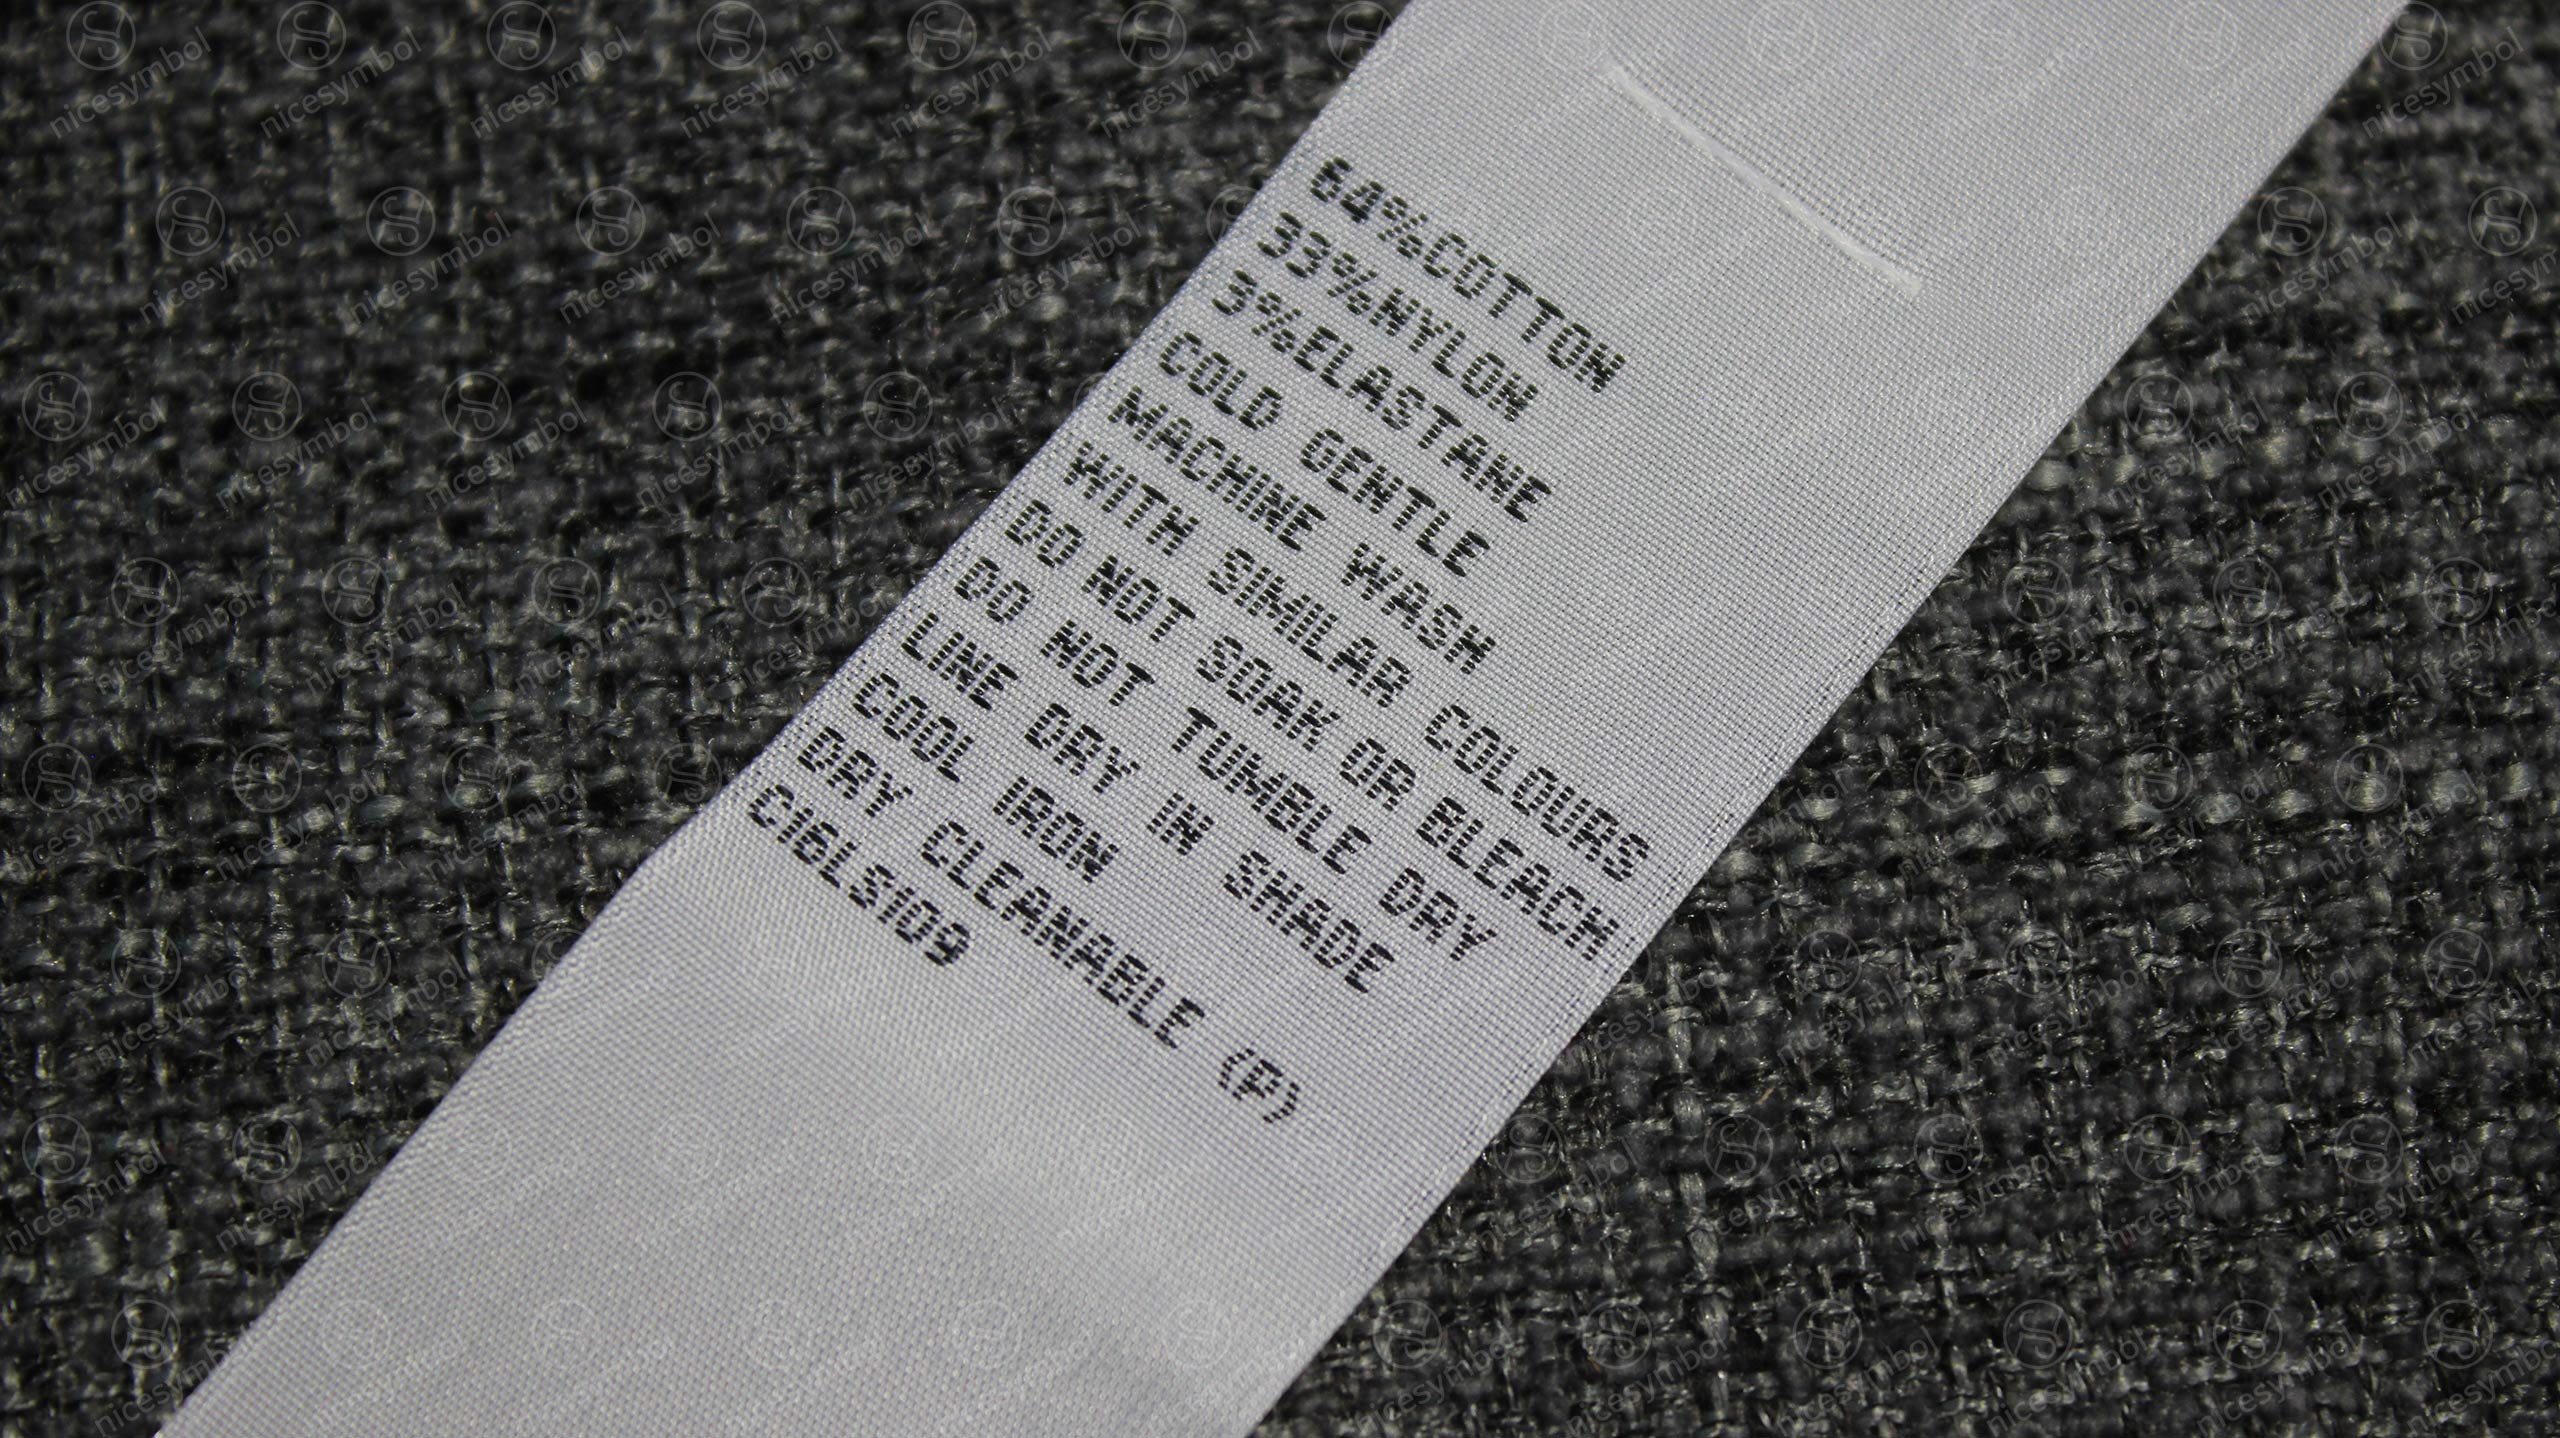 64%COTTON
33%NYLON
3%ELASTANE
COLD GENTLE
MACHINE WASH
WITH SIMILAR COLOURS
DO NOT SOAK OR BLEACH
DO NOT TUMBLE DRY
LINE DRY IN SHADE
COOL IRON
DRY CLEANABLE (P)
C16LS109
nicesymbol